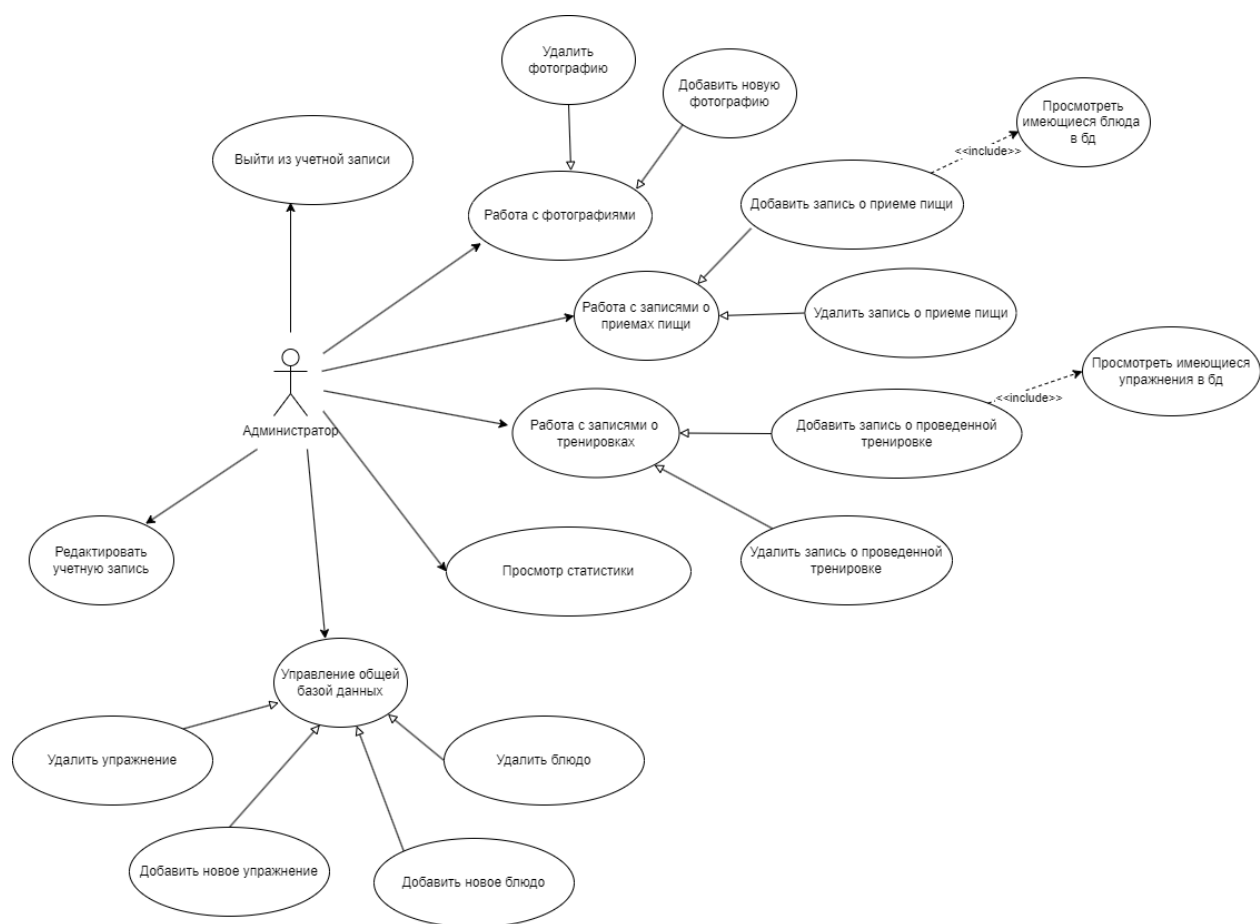 Удалить
фотографию
Добавить новую
фотографию
Просмотреть
имеющиеся блюда
в бд
<<include>>
Выйти из учетной записи
Работа с фотографиями
Добавить запись о приеме пищи
Работа с записями о
приемах пищи
Удалить запись о приеме пищи
Просмотреть имеющиеся
упражнения в бд
<<include>>
Администратор
Работа с записями о
тренировках
Добавить запись о проведенной
тренировке
Редактировать
учетную запись
Просмотр статистики
Удалить запись о проведенной
тренировке
Управление общей
базой данных
Удалить упражнение
Удалить блюдо
Добавить новое упражнение
Добавить новое блюдо